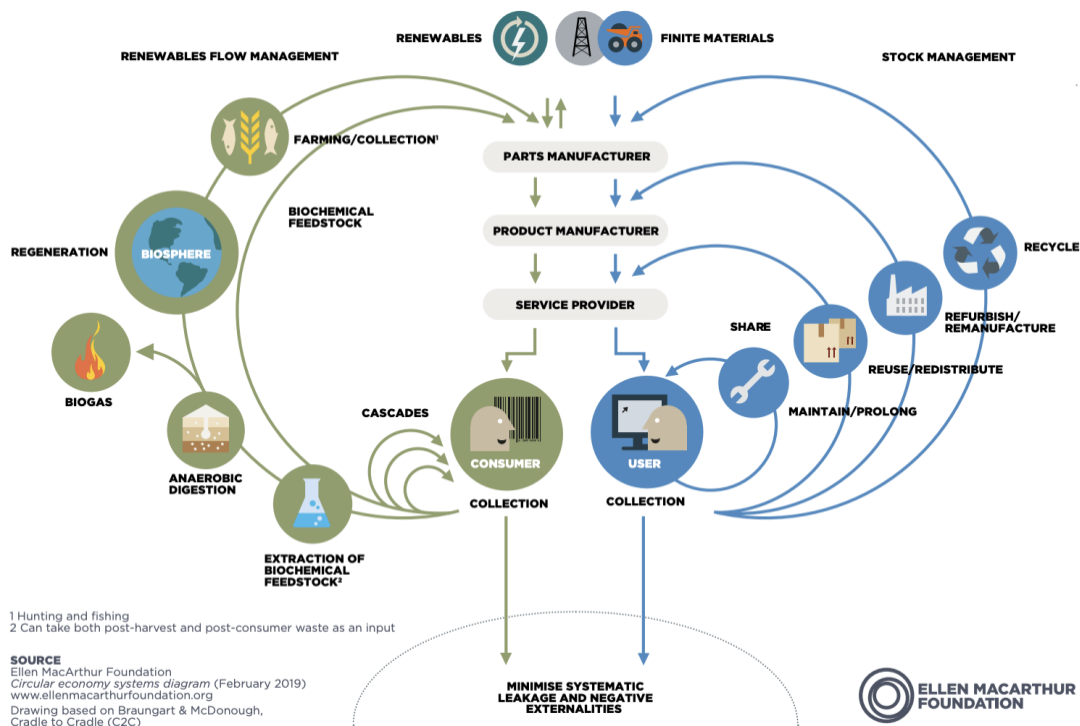 RENEWABLES
FINITE MATERIALS
RENEWABLES FLOW MANAGEMENT
STOCK MANAGEMENT
FARMING/COLLECTION¹
PARTS MANUFACTURER
BIOCHEMICAL
FEEDSTOCK
PRODUCT MANUFACTURER
REGENERATION
BIOSPHERE
RECYCLE
SERVICE PROVIDER
SHARE
REFURBISH/
REMANUFACTURE
REUSE/REDISTRIBUTE
BIOGAS
CASCADES
MAINTAIN/PROLONG
CONSUMER
USER
ANAEROBIC
DIGESTION
COLLECTION
COLLECTION
EXTRACTION OF
BIOCHEMICAL
FEEDSTOCK²
1 Hunting and fishing
2 Can take both post-harvest and post-consumer waste as an input
SOURCE
Ellen MacArthur Foundation
Circular economy systems diagram (February 2019)
www.ellenmacarthurfoundation.org
Drawing based on Braungart & McDonough,
Cradle to Cradle (C2C)
MINIMISE SYSTEMATIC
LEAKAGE AND NEGATIVE
EXTERNALITIES
ELLEN MACARTHUR
FOUNDATION